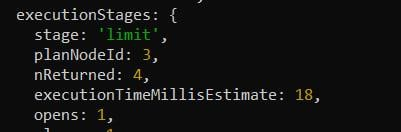 executionStages: {
stage: 'limit',
planNodeId: 3,
nReturned: 4,
executionTimeMillisEstimate: 18,
opens: 1,